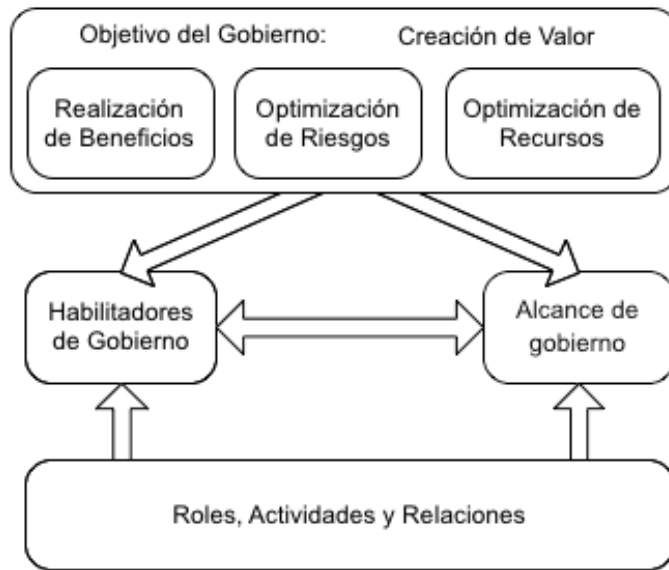 Objetivo del Gobierno: Creación de Valor
Realización
de Beneficios
Optimización
de Riesgos
Optimización de
Recursos
Habilitadores
de Gobierno
Alcance de
gobierno
Roles, Actividades y Relaciones